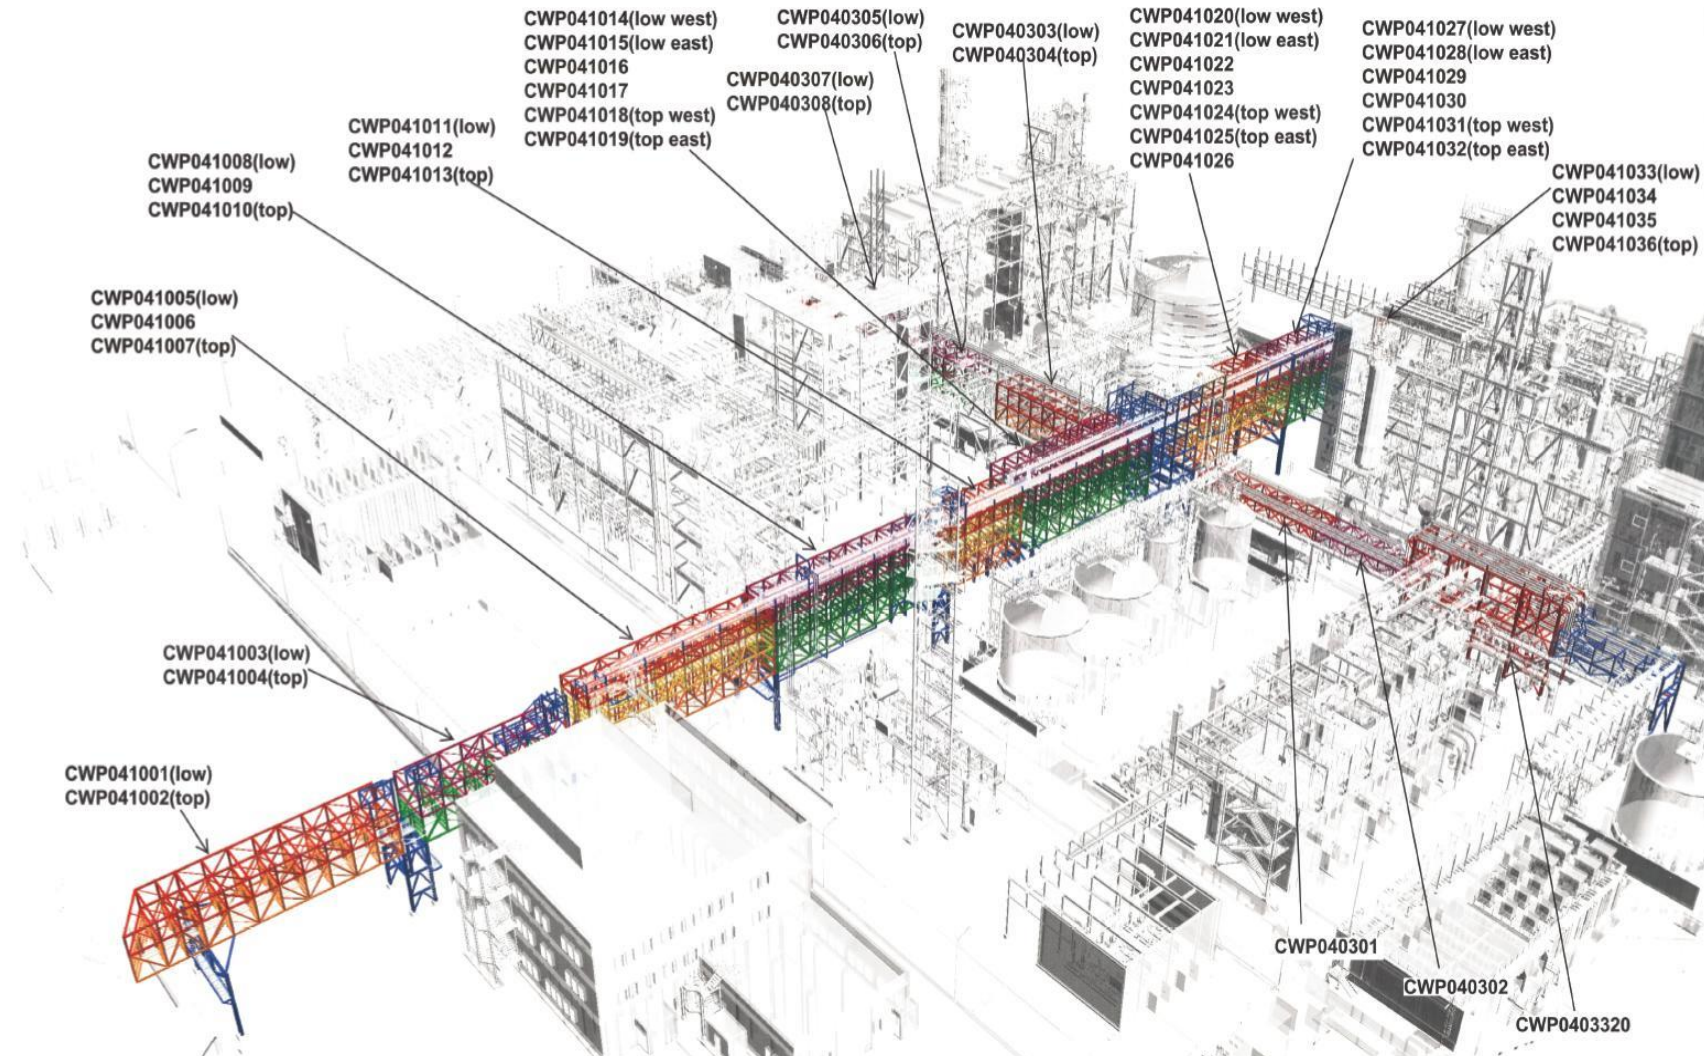 CWP041014(low west)
CWP041015(low east)
CWP041016
CWP041017
CWP041018(top west)
CWP041019(top east)
CWP040305(low)
CWP040306(top)
CWP040307(low)
CWP040308(top)
CWP040303(low)
CWP040304(top)
CWP041020(low west)
CWP041021(low east)
CWP041022
CWP041023
CWP041024(top west)
CWP041025(top east)
CWP041026
CWP041027(low west)
CWP041028(low east)
CWP041029
CWP041030
CWP041031(top west)
CWP041032(top east)
CWP041033(low)
CWP041034
CWP041035
CWP041036(top)
CWP041011(low)
CWP041012
CWP041013(top)
CWP041008(low)
CWP041009
CWP041010(top)
CWP041005(low)
CWP041006
CWP041007(top)
CWP041003(low)
CWP041004(top)
CWP041001(low)
CWP041002(top)
CWP040301
CWP040302
CWP0403320